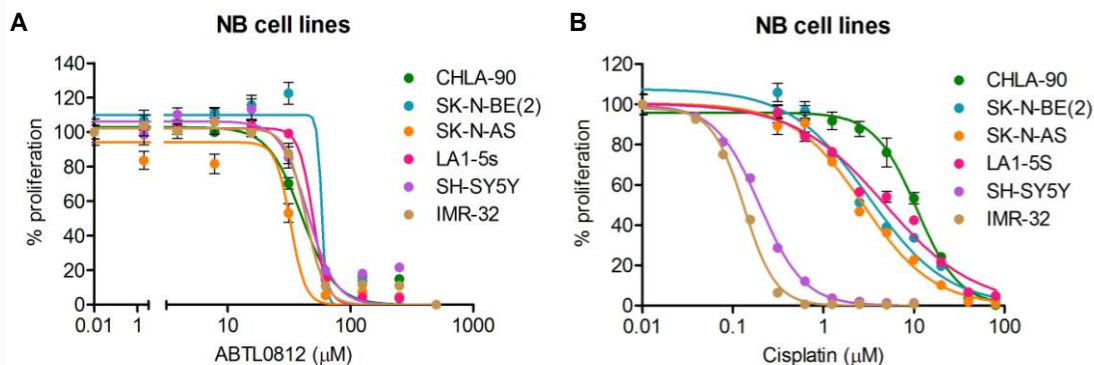 A
NB cell lines
140
120
100
80
60
40
20
0
% proliferation
0.01
1
10
100
1000
ABTL0812 (µM)
CHLA-90
SK-N-BE(2)
SK-N-AS
LA1-5s
SH-SY5Y
IMR-32
B
NB cell lines
120
100
80
60
40
20
0
% proliferation
0.01
0.1
1
10
100
Cisplatin (µM)
CHLA-90
SK-N-BE(2)
SK-N-AS
LA1-5S
SH-SY5Y
IMR-32